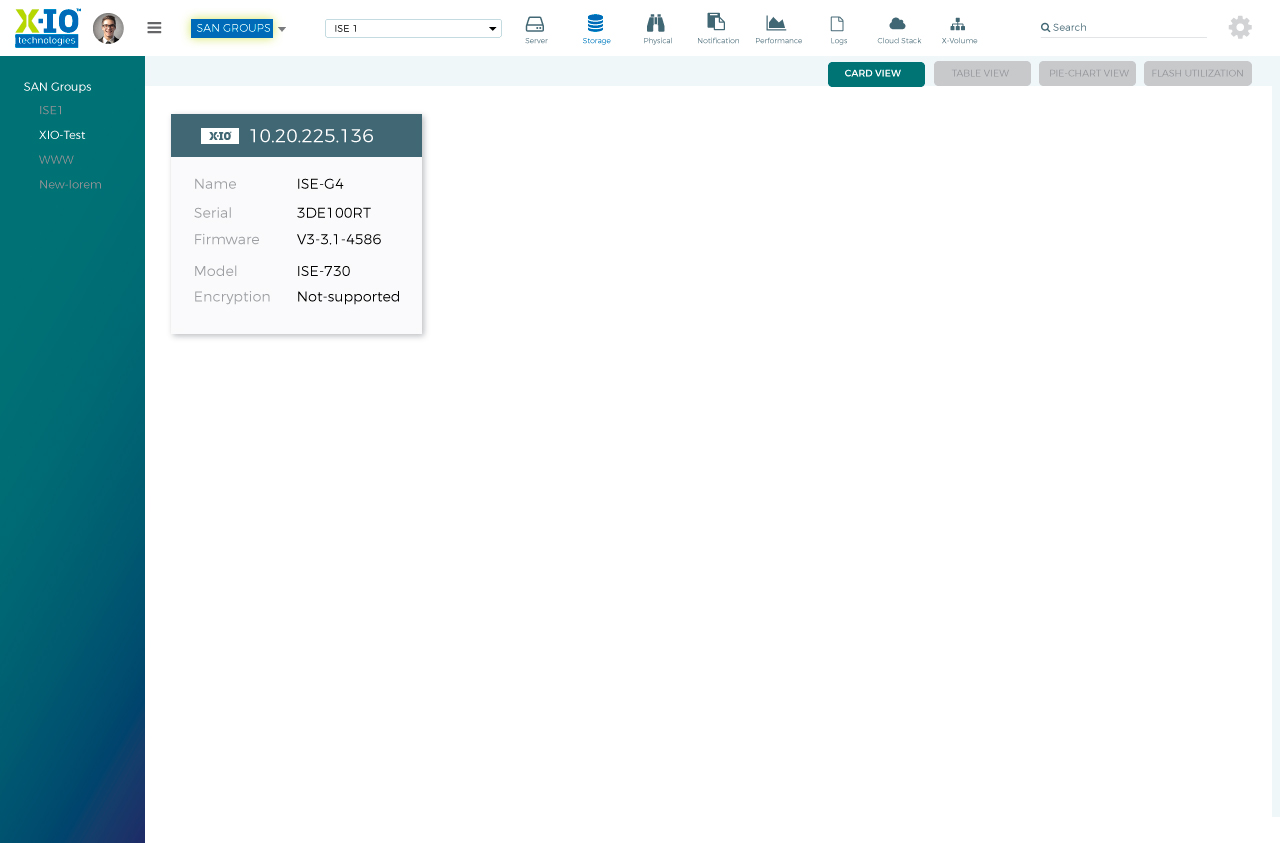 X-IO™
technologies
SAN GROUPS
ISE 1
Server
Storage
Physical
Notification
Performance
Logs
Cloud Stack
X-Volume
Search
CARD VIEW
TABLE VIEW
PIE-CHART VIEW
FLASH UTILIZATION
SAN Groups
ISE1
XIO-Test
WWW
New-lorem
X-IO 10.20.225.136
Name ISE-G4
Serial 3DE100RT
Firmware V3-3.1-4586
Model ISE-730
Encryption Not-supported